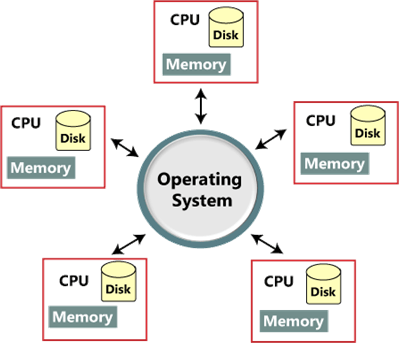 CPU
Disk
Memory
CPU
Disk
Memory
CPU
Disk
Memory
Operating
System
CPU
Disk
Memory
CPU
Disk
Memory